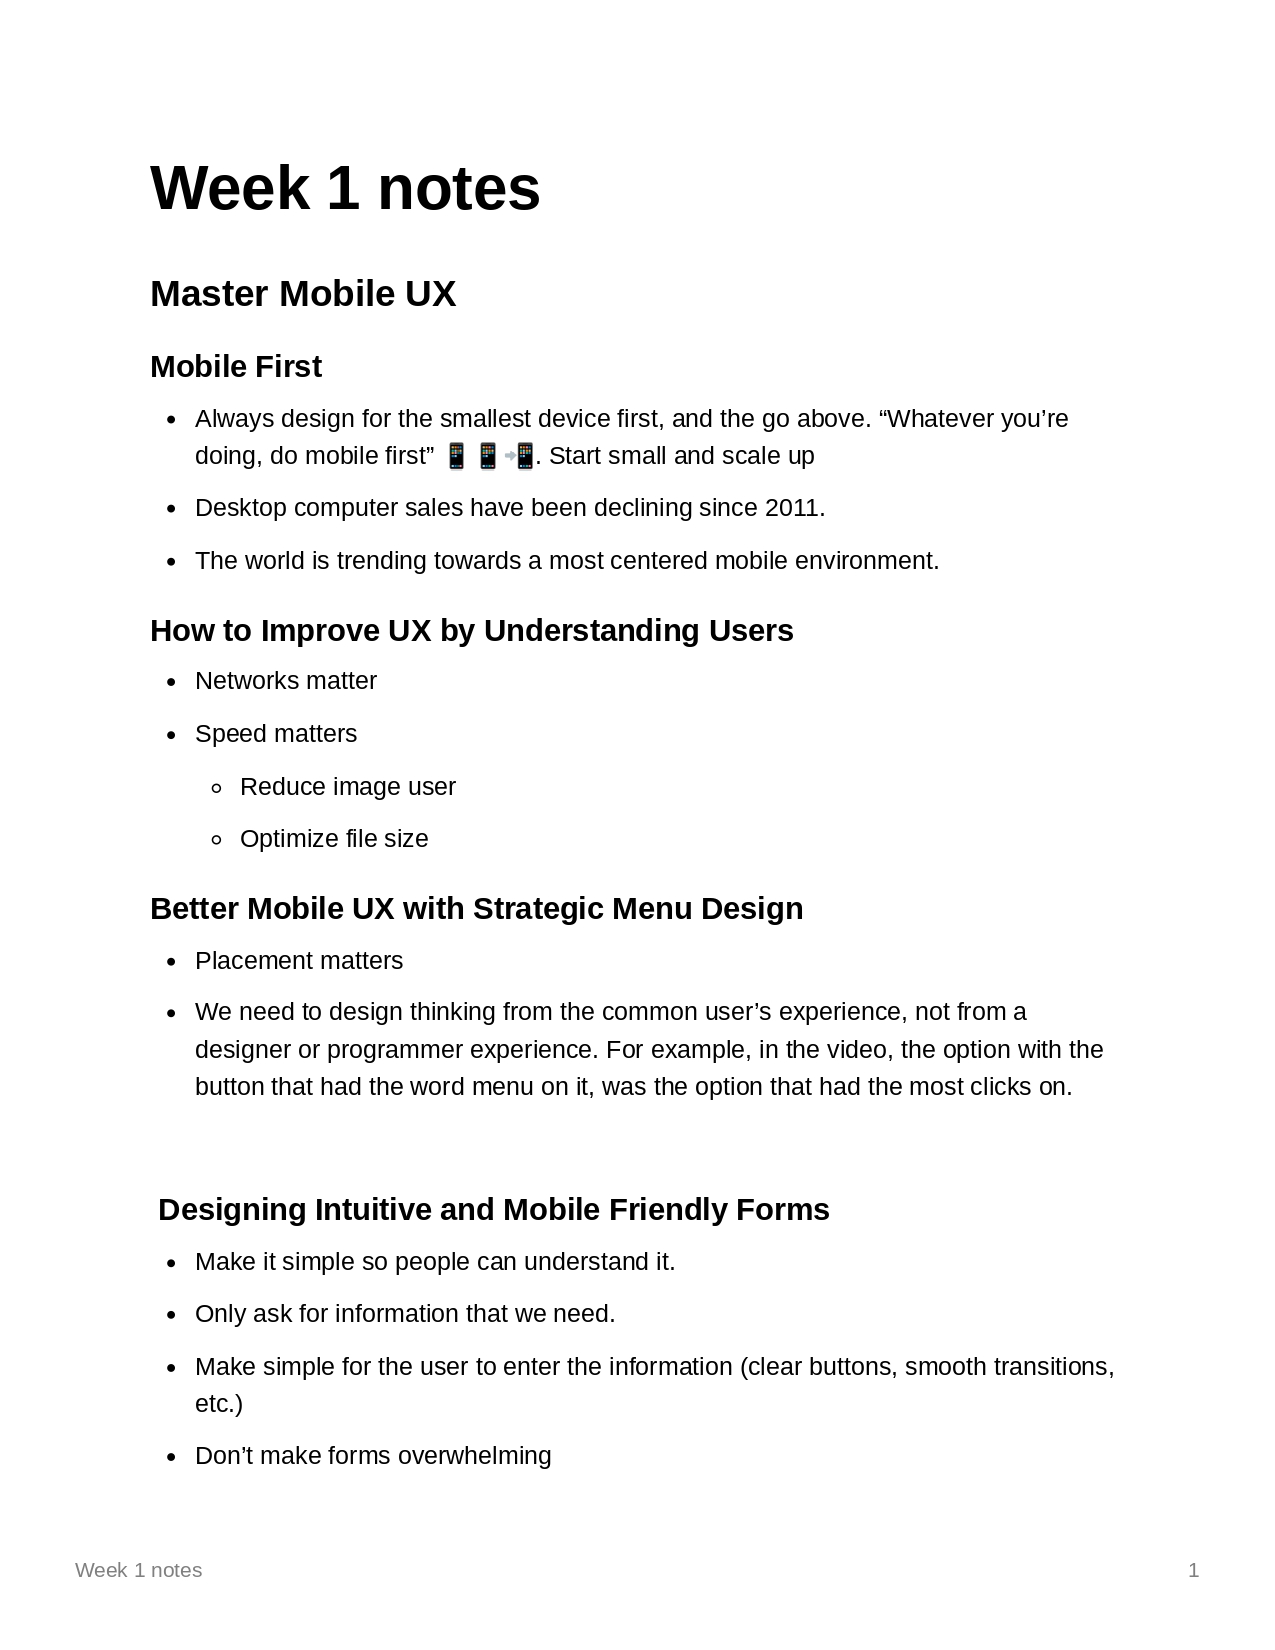 Week 1 notes
Master Mobile UX
Mobile First
• Always design for the smallest device first, and the go above. “Whatever you’re
doing, do mobile first” 📱📱📲. Start small and scale up
• Desktop computer sales have been declining since 2011.
• The world is trending towards a most centered mobile environment.
How to Improve UX by Understanding Users
• Networks matter
• Speed matters
◦ Reduce image user
◦ Optimize file size
Better Mobile UX with Strategic Menu Design
• Placement matters
• We need to design thinking from the common user’s experience, not from a
designer or programmer experience. For example, in the video, the option with the
button that had the word menu on it, was the option that had the most clicks on.
Designing Intuitive and Mobile Friendly Forms
• Make it simple so people can understand it.
• Only ask for information that we need.
• Make simple for the user to enter the information (clear buttons, smooth transitions,
etc.)
• Don’t make forms overwhelming
Week 1 notes 1